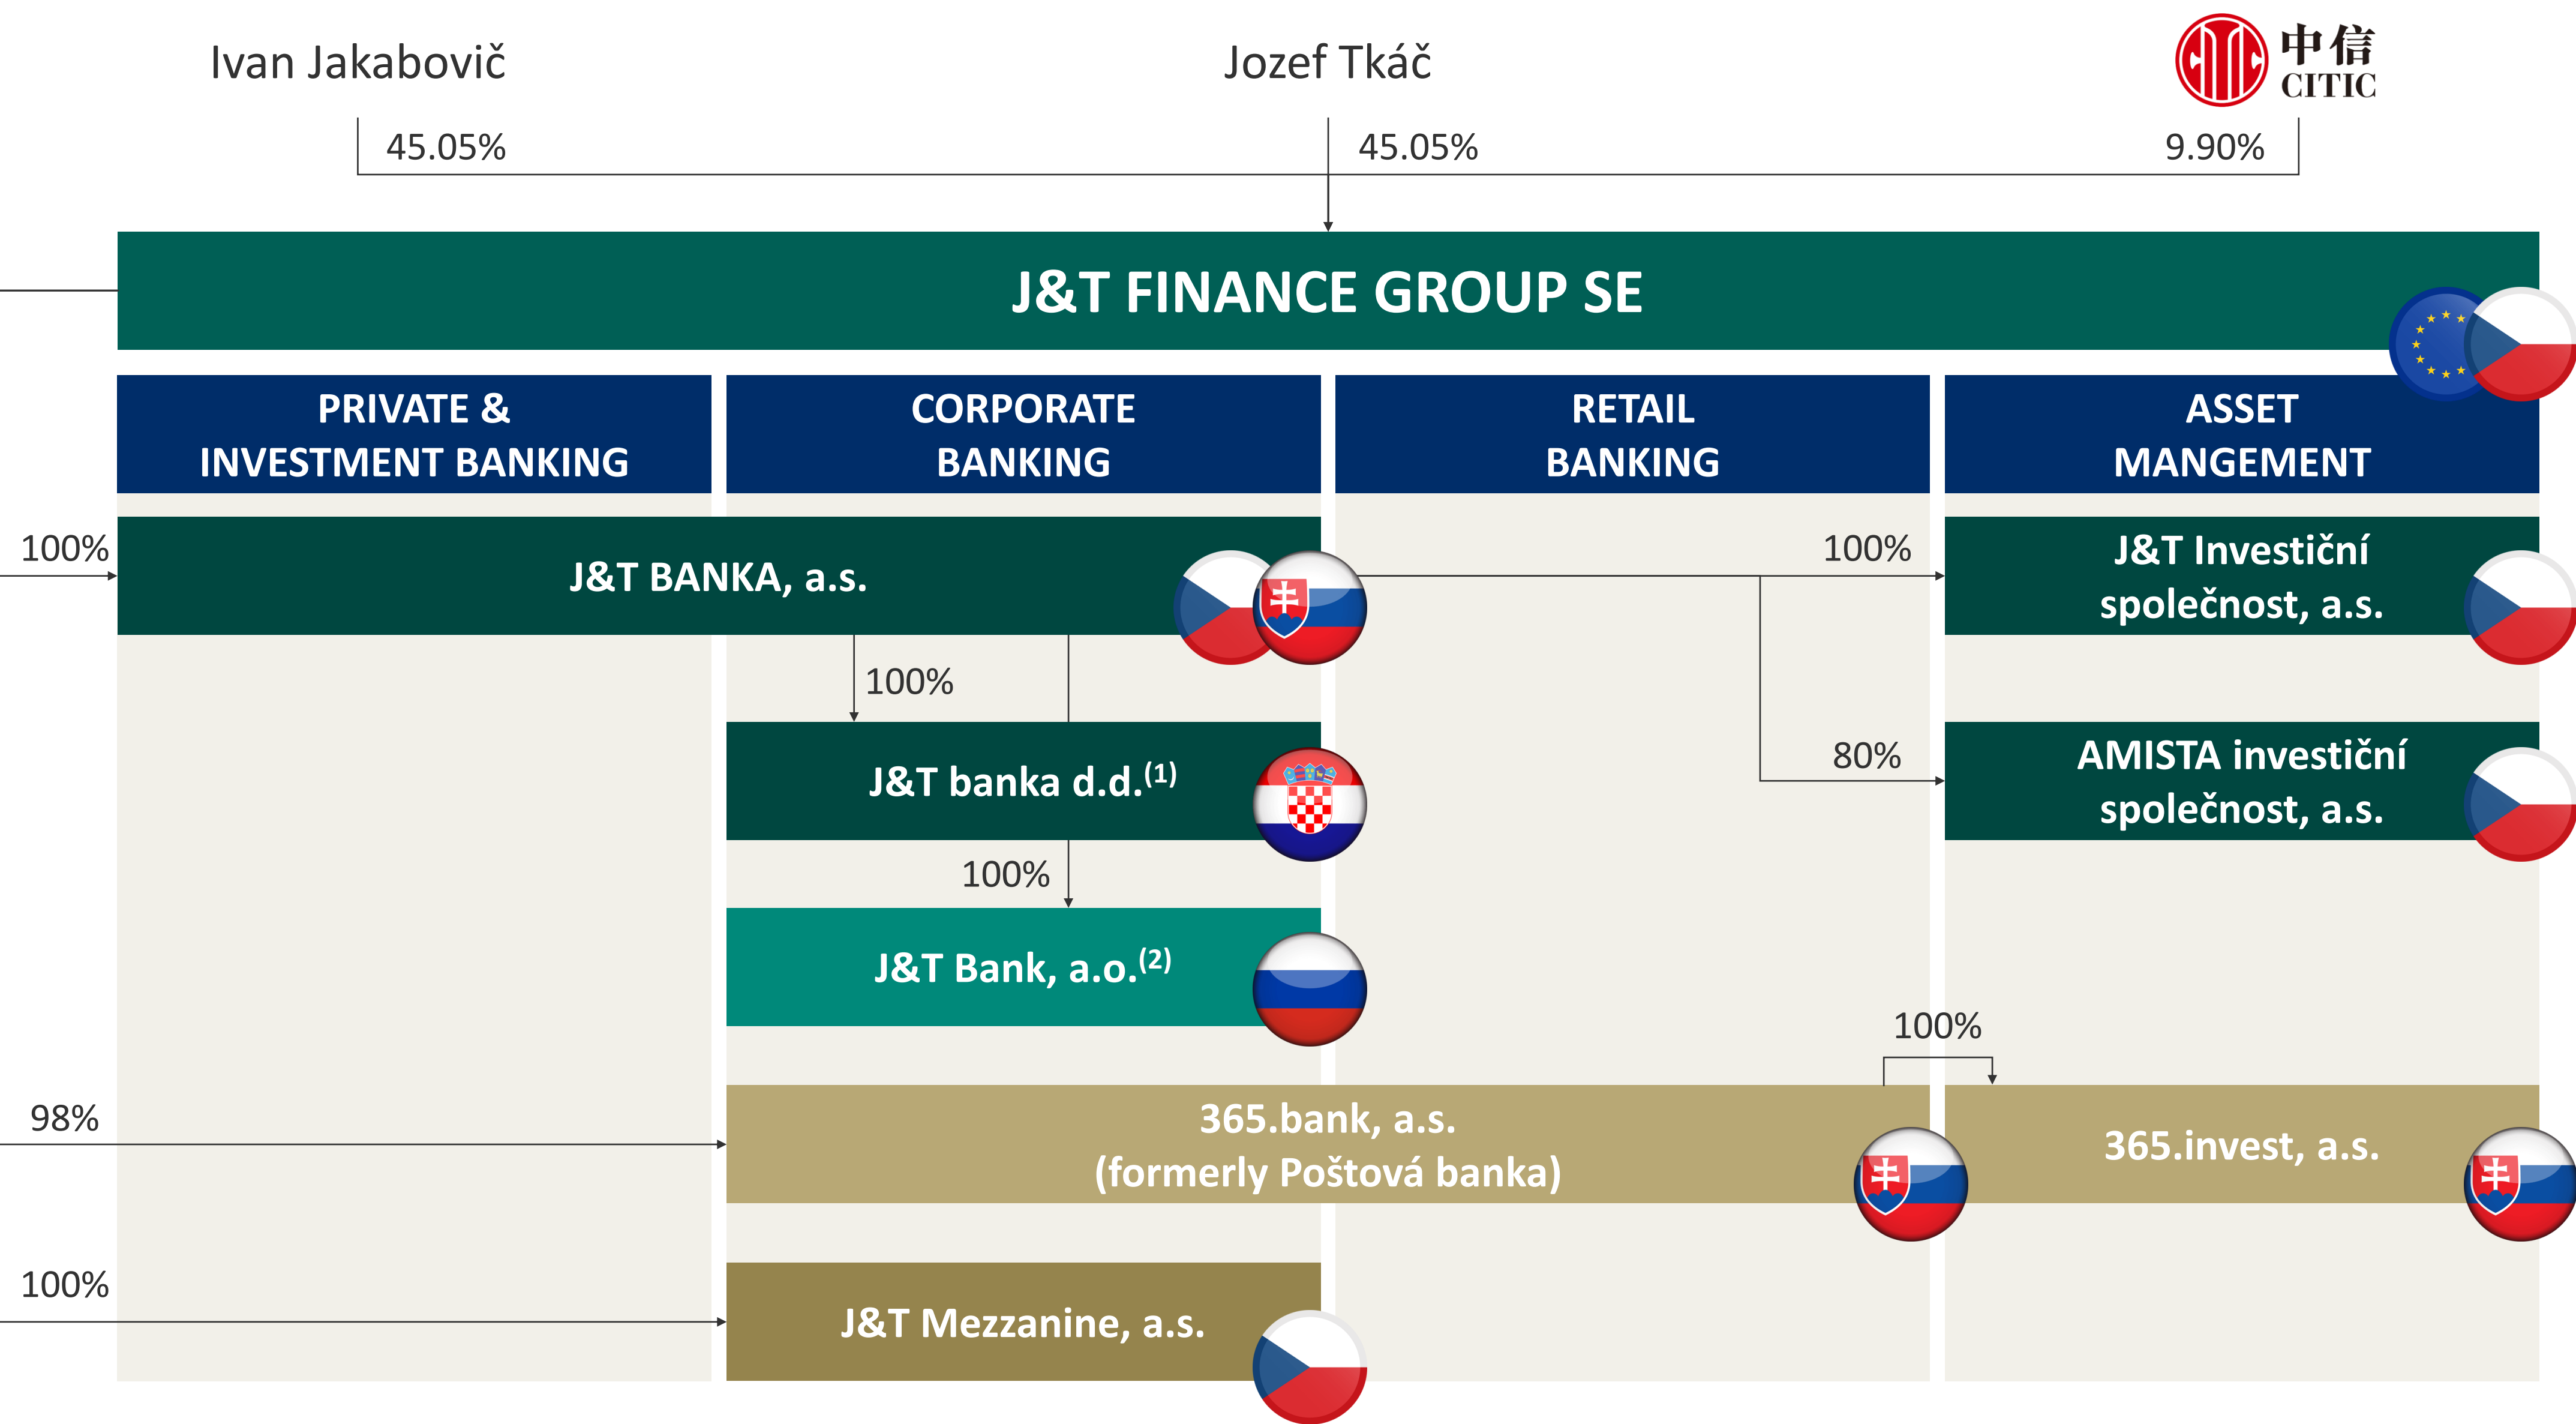 Ivan Jakabovič
Jozef Tkáč
中信
CITIC
45.05%
45.05%
9.90%
J&T FINANCE GROUP SE
PRIVATE &
INVESTMENT BANKING
CORPORATE
BANKING
RETAIL
BANKING
ASSET
MANGEMENT
100%
J&T BANKA, a.s.
100%
J&T Investiční
společnost, a.s.
100%
J&T banka d.d.(1)
80%
AMISTA investiční
společnost, a.s.
100%
J&T Bank, a.o.(2)
100%
98%
365.bank, a.s.
(formerly Poštová banka)
365.invest, a.s.
100%
J&T Mezzanine, a.s.